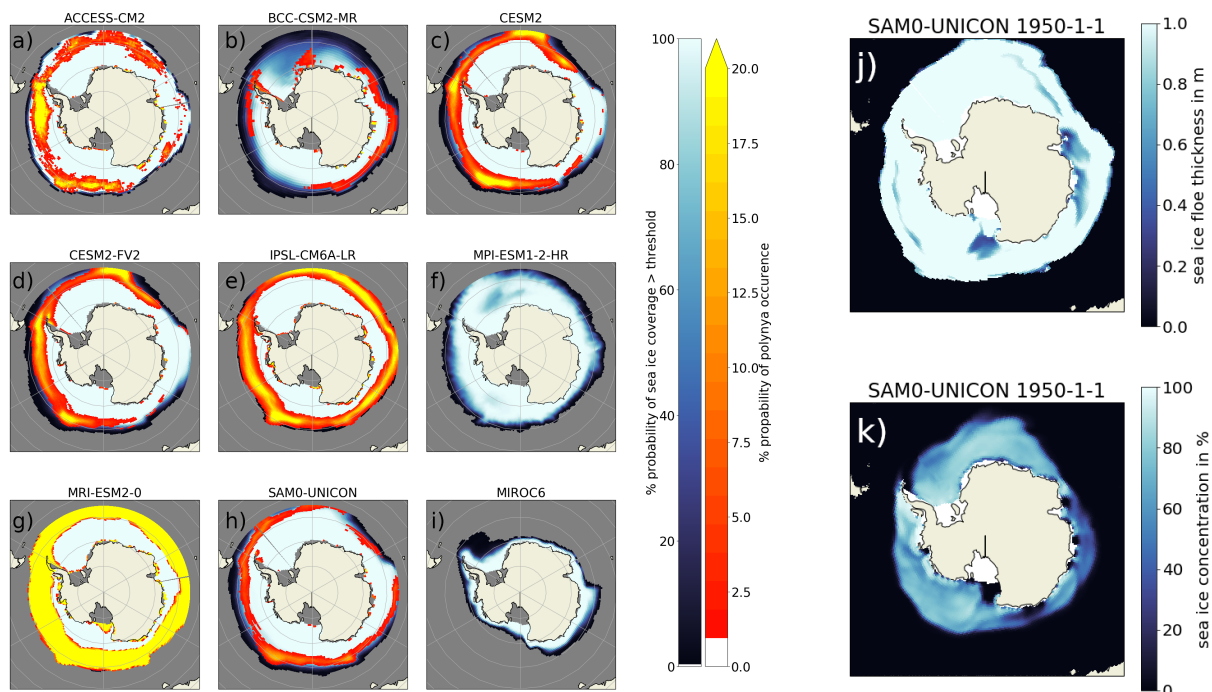 ACCESS-CM2
a)
BCC-CSM2-MR
b)
CESM2
c)
CESM2-FV2
d)
IPSL-CM6A-LR
e)
MPI-ESM1-2-HR
f)
MRI-ESM2-0
g)
SAM0-UNICON
h)
MIROC6
i)
100
80
60
40
20
0
% probability of sea ice coverage > threshold
20.0
17.5
15.0
12.5
10.0
7.5
5.0
2.5
0.0
% propability of polynya occurence
SAM0-UNICON 1950-1-1
j)
1.0
0.8
0.6
0.4
0.2
0.0
sea ice floe thickness in m
SAM0-UNICON 1950-1-1
k)
100
80
60
40
20
0
sea ice concentration in %